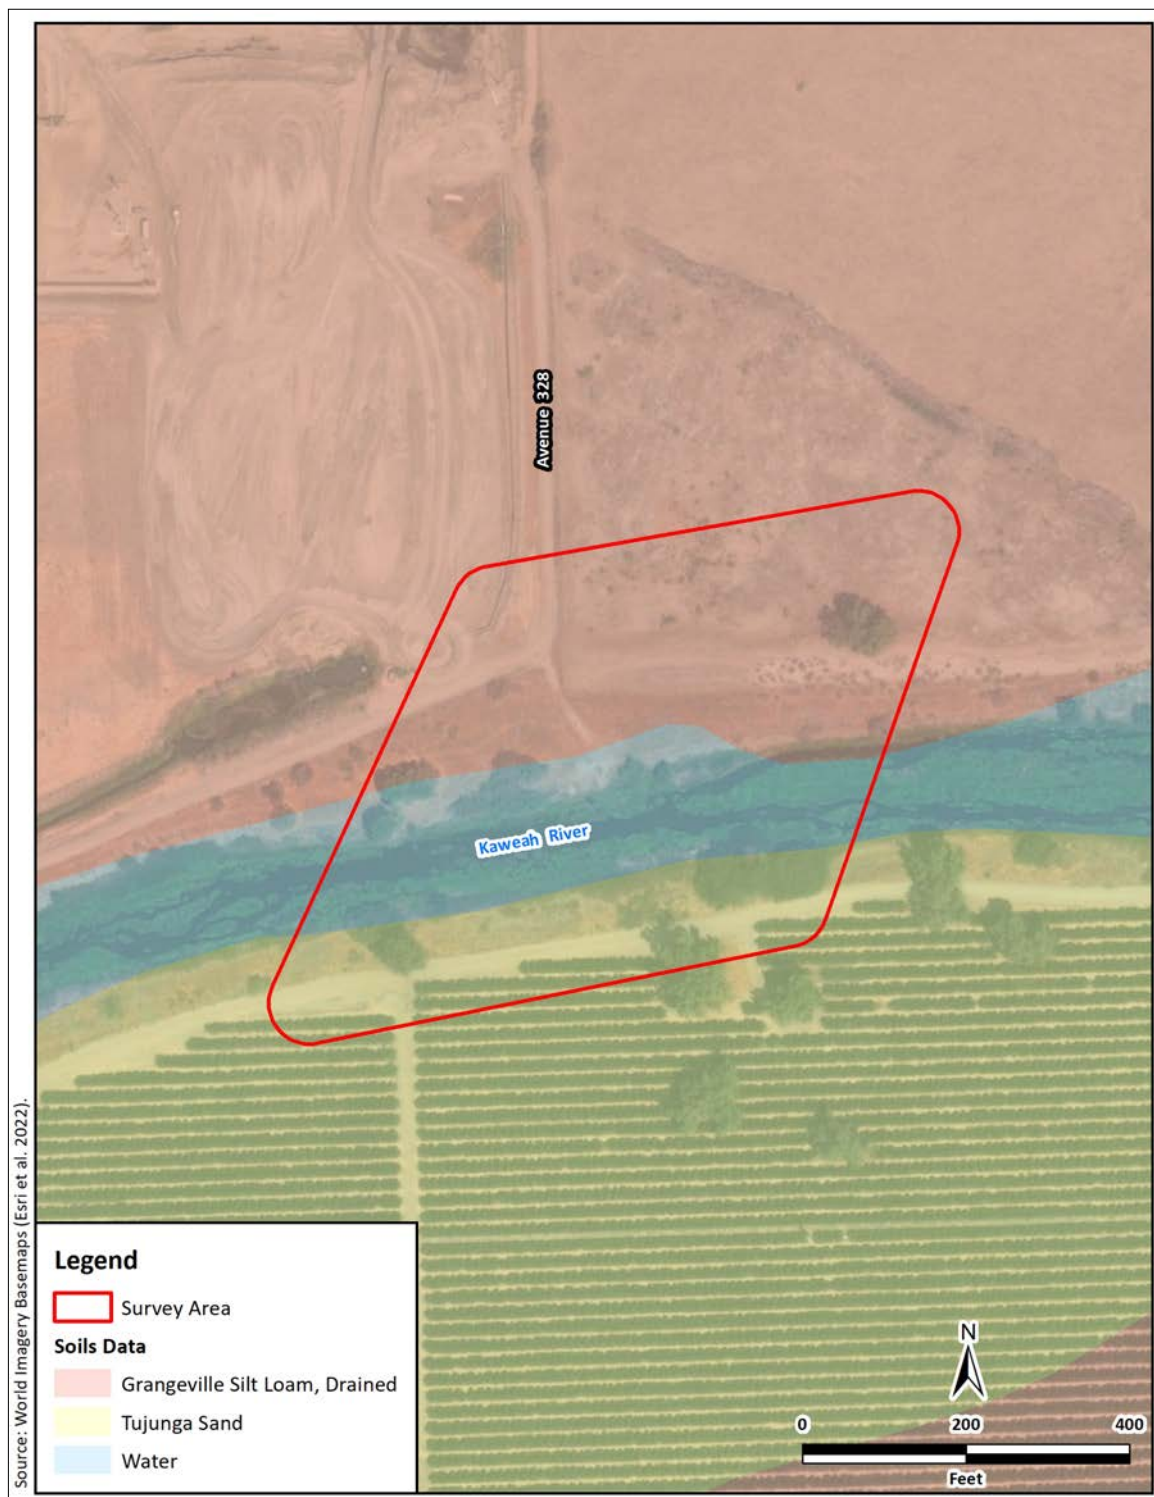 Avenue 328
Kaweah River
Source: World Imagery Basemaps (Esri et al. 2022).
Legend
Survey Area
Soils Data
Grangeville Silt Loam, Drained
Tujunga Sand
Water
N
0 200 400
Feet